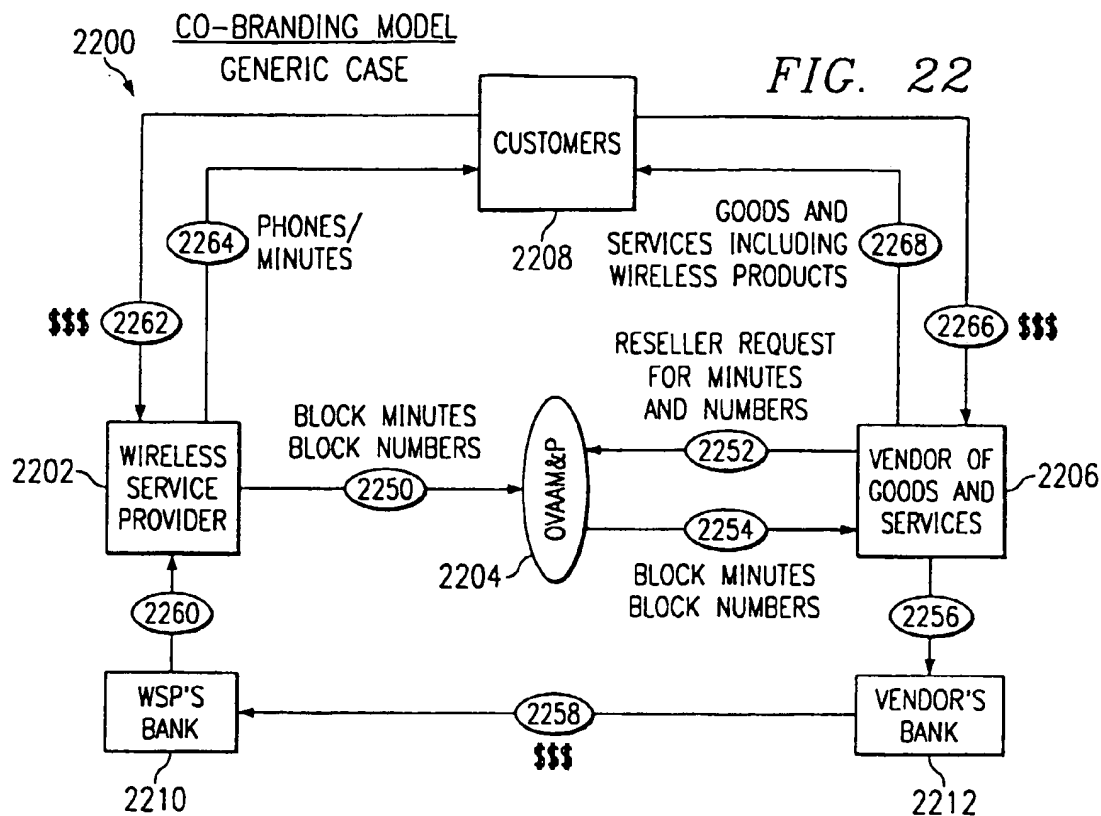 CO-BRANDING MODEL
GENERIC CASE
2200
FIG. 22
CUSTOMERS
2208
2264
PHONES/
MINUTES
GOODS AND
SERVICES INCLUDING
WIRELESS PRODUCTS
2268
$$$ 2262
2266 $$$
RESELLER REQUEST
FOR MINUTES
AND NUMBERS
BLOCK MINUTES
BLOCK NUMBERS
2252
2202
WIRELESS
SERVICE
PROVIDER
2250
OVAAM&P
2204
2254
BLOCK MINUTES
BLOCK NUMBERS
VENDOR OF
GOODS AND
SERVICES
2206
2260
2256
WSP'S
BANK
2210
2258
$$$
VENDOR'S
BANK
2212